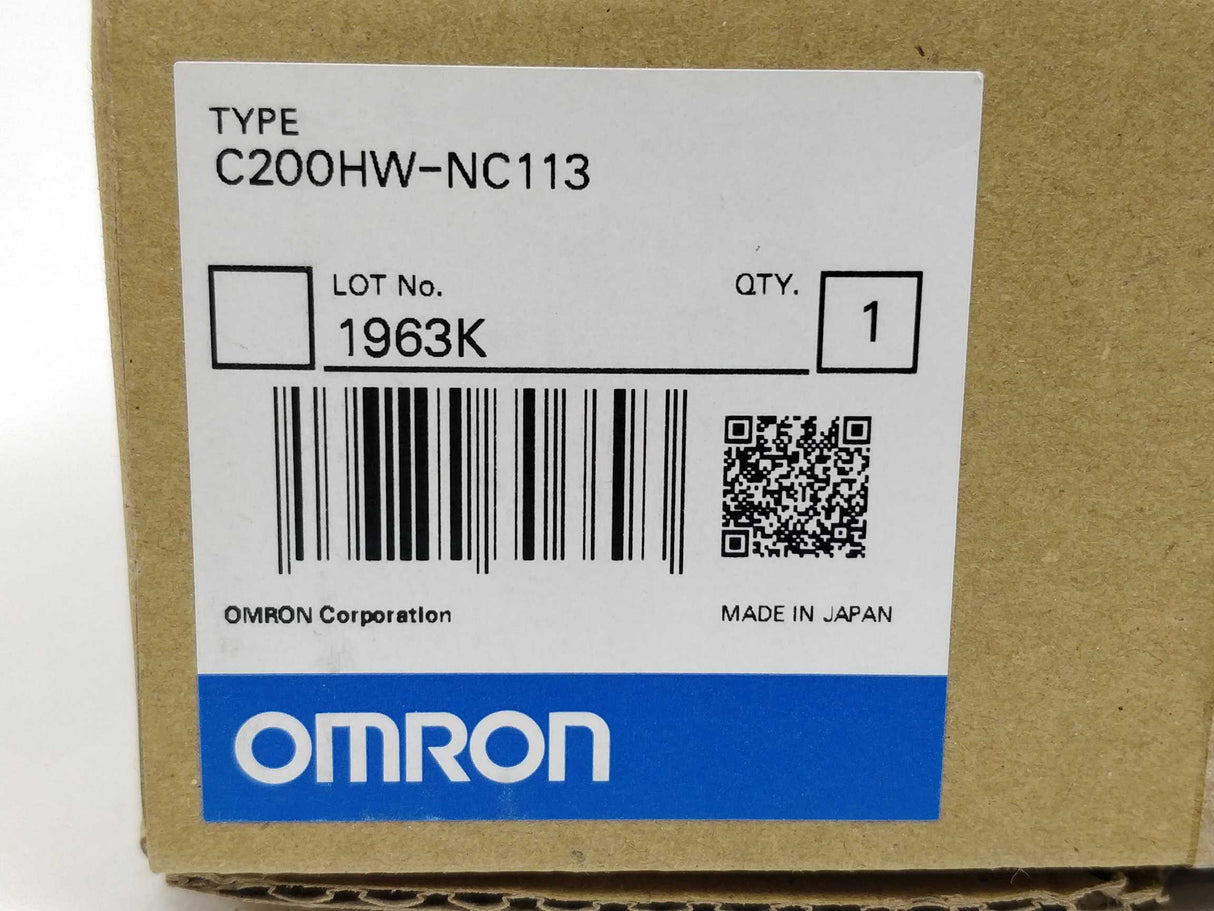 TYPE
C200HW-NC113
LOT No. QTY.
1963K 1
OMRON Corporation MADE IN JAPAN
OMRON